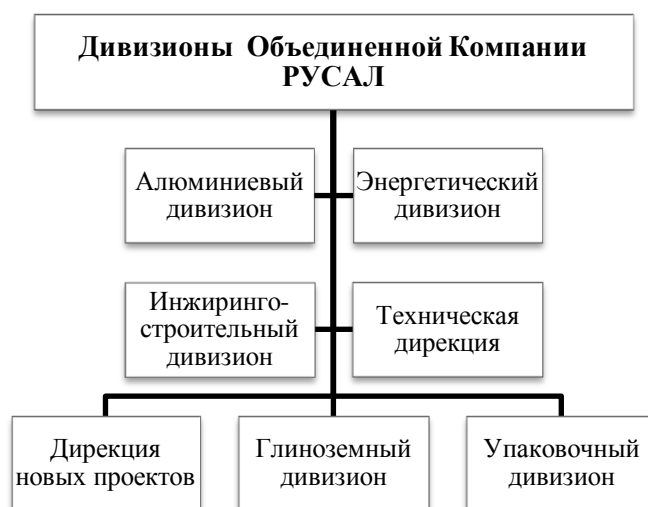 Дивизионы Объединенной Компании
РУСАЛ
Алюминиевый
дивизион
Энергетический
дивизион
Инжиринго-
строительный
дивизион
Техническая
дирекция
Дирекция
новых проектов
Глиноземный
дивизион
Упаковочный
дивизион